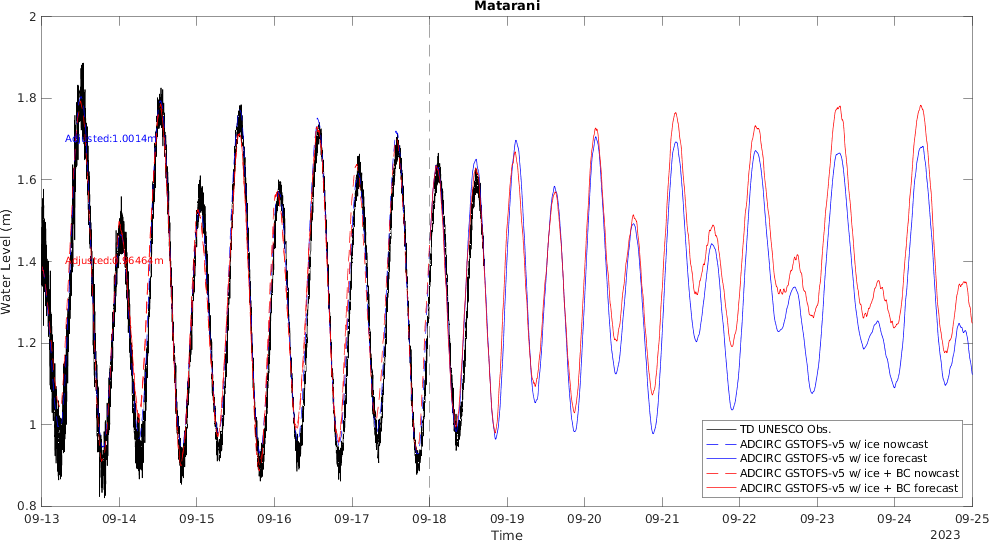 Matarani
Water Level (m)
2
1.8
1.6
1.4
1.2
1
0.8
Adjusted:1.0014m
Adjusted:0.96464m
TD UNESCO Obs.
ADCIRC GSTOFS-v5 w/ ice nowcast
ADCIRC GSTOFS-v5 w/ ice forecast
ADCIRC GSTOFS-v5 w/ ice + BC nowcast
ADCIRC GSTOFS-v5 w/ ice + BC forecast
09-13 09-14 09-15 09-16 09-17 09-18 09-19 09-20 09-21 09-22 09-23 09-24 09-25
Time
2023